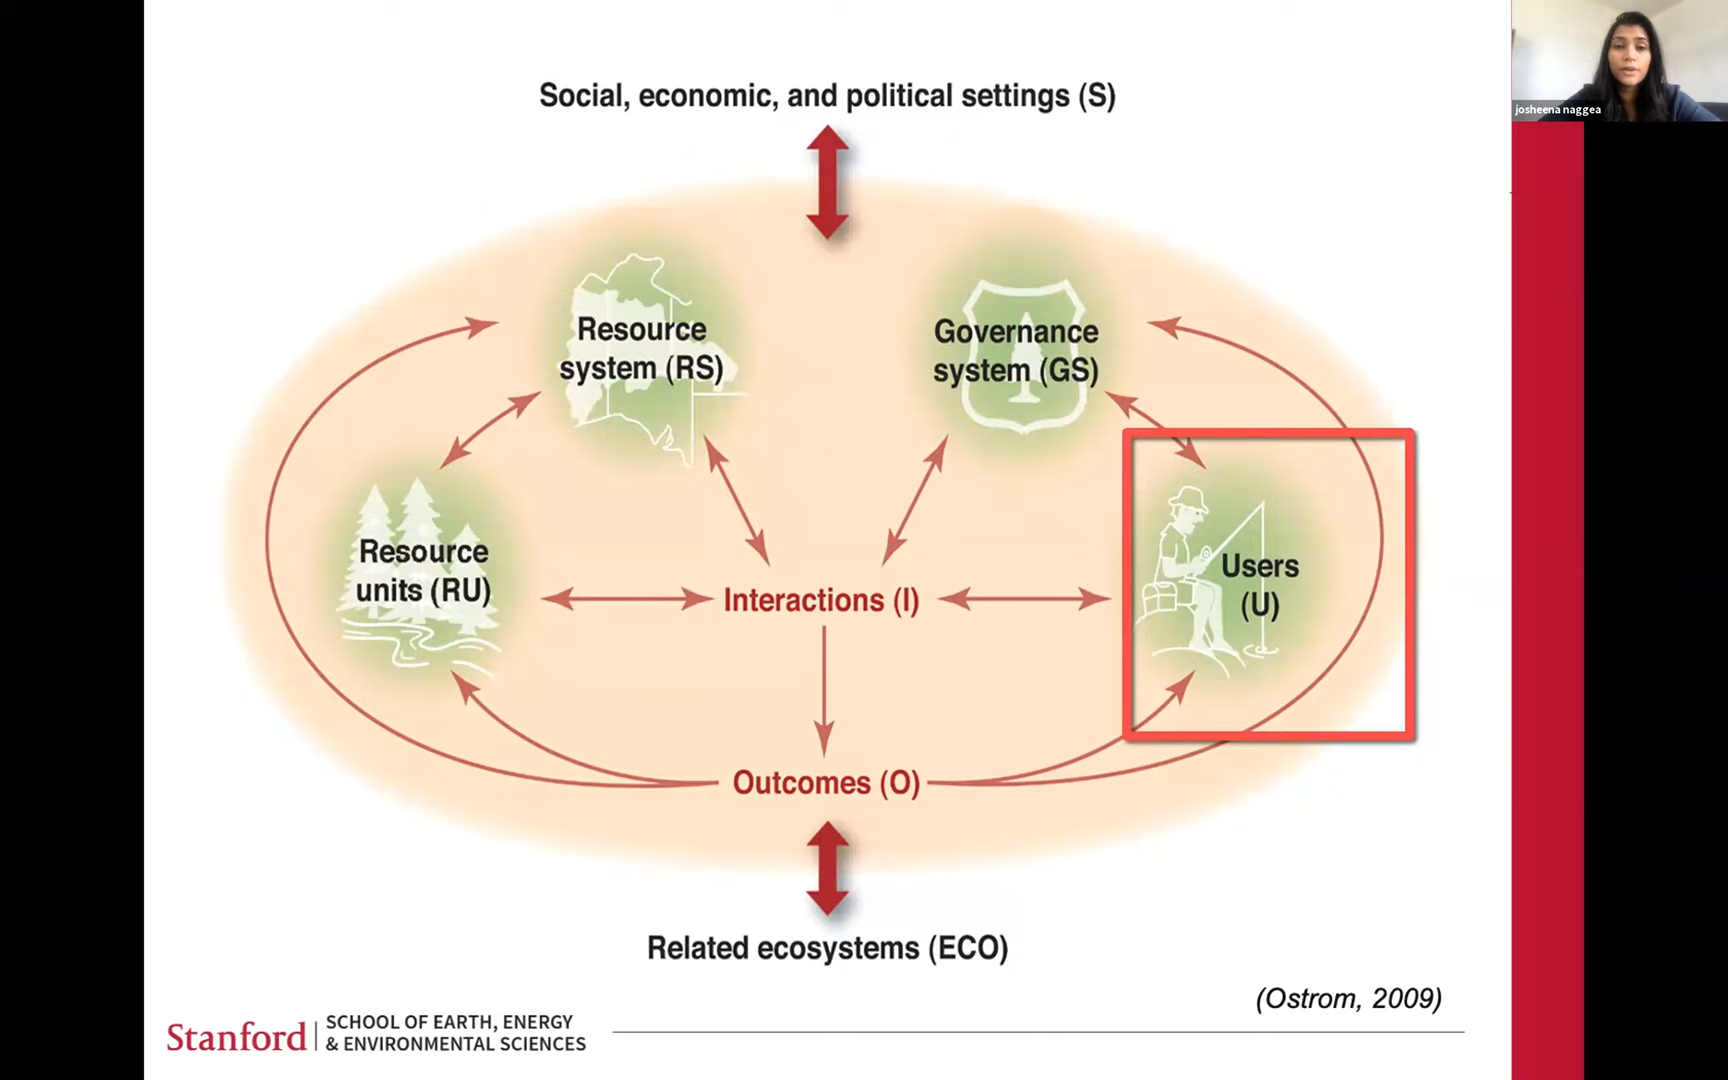 josheena naggea
Social, economic, and political settings (S)
Resource
system (RS)
Governance
system (GS)
Resource
units (RU)
Users
(U)
Interactions (I)
Outcomes (O)
Related ecosystems (ECO)
(Ostrom, 2009)
Stanford
SCHOOL OF EARTH, ENERGY
& ENVIRONMENTAL SCIENCES